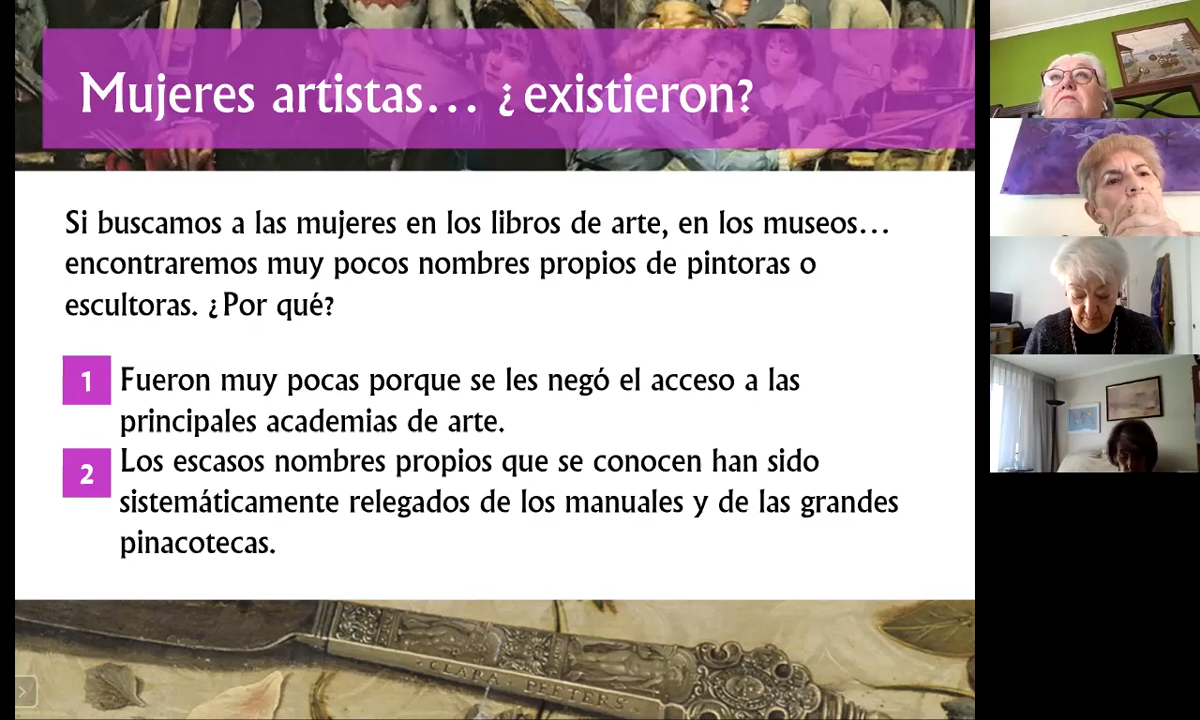 Mujeres artistas... ¿existieron?
Si buscamos a las mujeres en los libros de arte, en los museos...
encontraremos muy pocos nombres propios de pintoras o
escultoras. ¿Por qué?
1 Fueron muy pocas porque se les negó el acceso a las
principales academias de arte.
2 Los escasos nombres propios que se conocen han sido
sistemáticamente relegados de los manuales y de las grandes
pinacotecas.
CLARA PEETERS